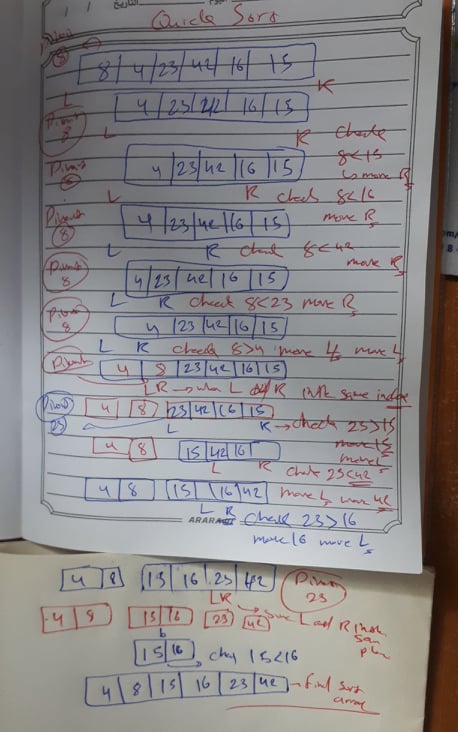 Quick Sort
Pivot
8
8 4 23 42 16 15
L
4 23 42 16 15
R
Pivot
8
L R check
8<15
↳ move R
Pivot
8
4 23 42 16 15
L R check 8<16
move R
Pivot
8
4 23 42 16 15
L R check 8<42
move R
Pivot
8
4 23 42 16 15
L R check 8<23 move R
Pivot
8
4 23 42 16 15
L R check 8>4 move 4 move L
Pivot
4 8 23 42 16 15
LR → when L R in the same index
Pivot
23
4 8 23 42 16 15
L R → check 23>15
move 15
move L
4 8 15 42 16
L R check 23<42
4 8 15 16 42 move R move 42
L R
check 23>16
move 16 move L
4 8 15 16 23 42
Pivot
23
LR
4 8 15 16 23 42 → L and R in the
same place
15 16 → check 15<16
4 8 15 16 23 42 → final sort
array